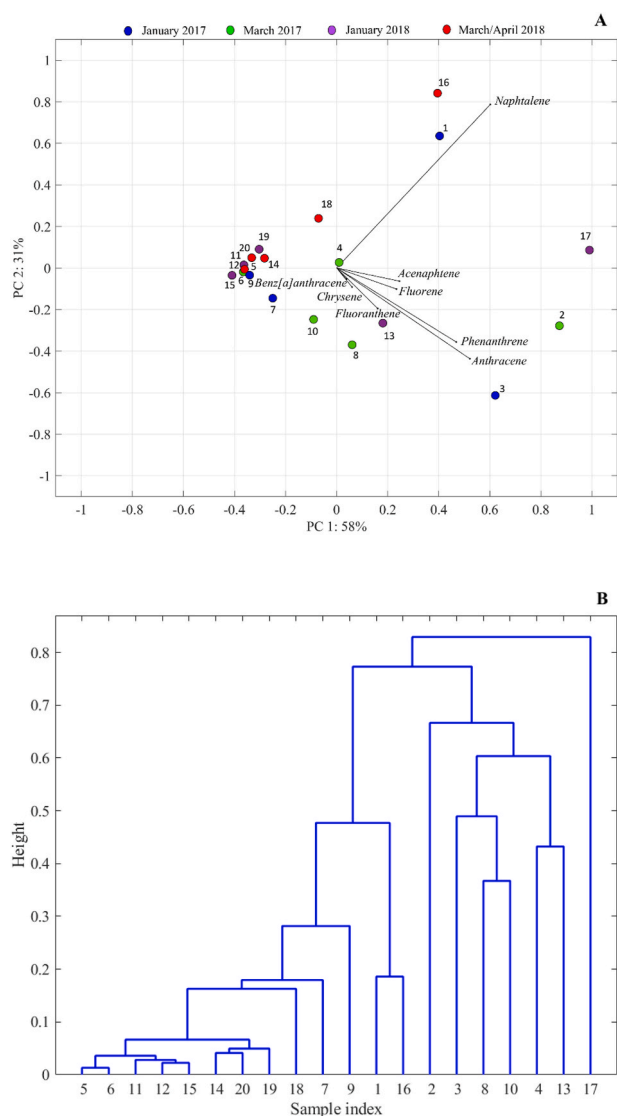 A
January 2017 March 2017 January 2018 March/April 2018
1
16
0.8
Naphtalene
1
0.6
0.4
18
0.2
19
4
17
20
11
14
0
12
5
Acenaptene
6
9
Benz[a]anthracene
15
Chrysene
Fluorene
7
-0.2
Fluoranthene
2
10
13
Phenanthrene
8
-0.4
Anthracene
3
-0.6
-0.8
-1
-1 -0.8 -0.6 -0.4 -0.2 0 0.2 0.4 0.6 0.8 1
PC 1: 58%
PC 2: 31%
B
0.8
0.7
0.6
0.5
0.4
0.3
0.2
0.1
0
Height
5 6 11 12 15 14 20 19 18 7 9 1 16 2 3 8 10 4 13 17
Sample index